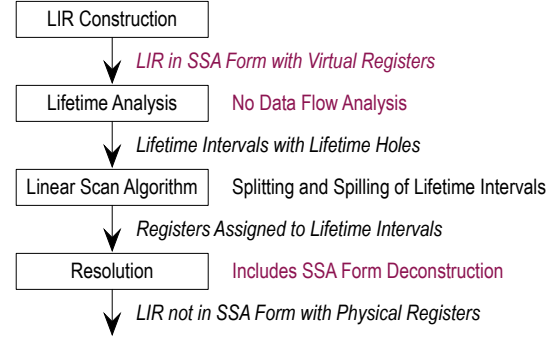 LIR Construction
LIR in SSA Form with Virtual Registers
Lifetime Analysis No Data Flow Analysis
Lifetime Intervals with Lifetime Holes
Linear Scan Algorithm Splitting and Spilling of Lifetime Intervals
Registers Assigned to Lifetime Intervals
Resolution Includes SSA Form Deconstruction
LIR not in SSA Form with Physical Registers